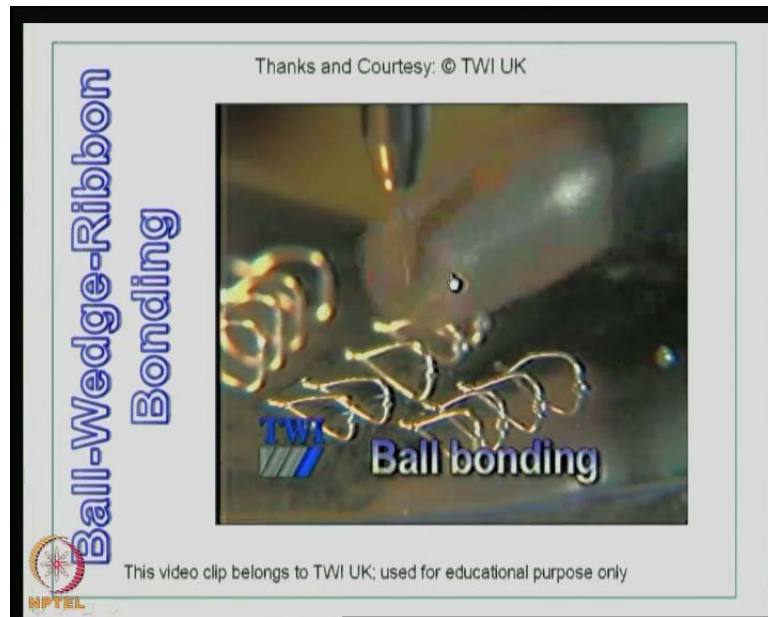 Thanks and Courtesy: © TWI UK
Ball-Wedge-Ribbon
Bonding
TWI
Ball bonding
This video clip belongs to TWI UK; used for educational purpose only
NPTEL